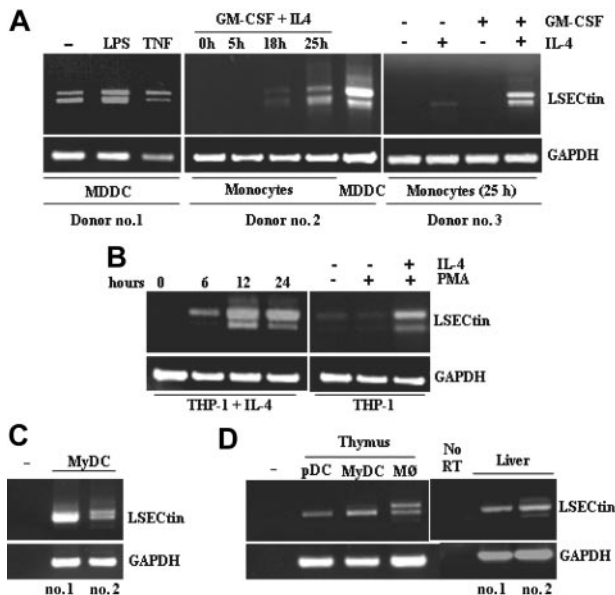 A
GM-CSF + IL4
– LPS TNF 0h 5h 18h 25h
- - + + GM-CSF
- + - + IL-4
LSECtin
GAPDH
MDDC Monocytes MDDC Monocytes (25 h)
Donor no.1 Donor no. 2 Donor no. 3
B
hours 0 6 12 24
- - + IL-4
- + + PMA
LSECtin
GAPDH
THP-1 + IL-4 THP-1
C
– MyDC
LSECtin
GAPDH
no.1 no.2
D
Thymus
– pDC MyDC MØ
No
RT
Liver
LSECtin
GAPDH
no.1 no.2